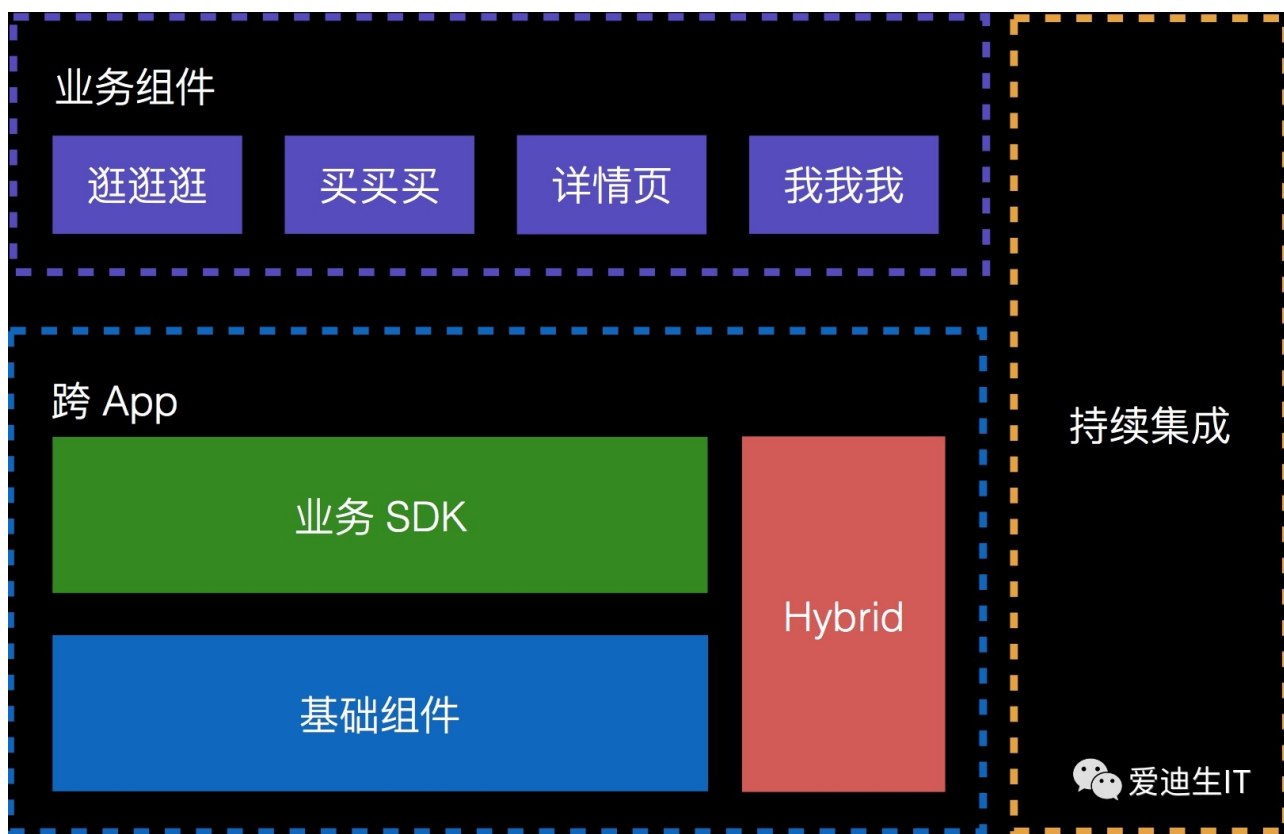 业务组件
逛逛逛
买买买
详情页
我我我
跨 App
业务 SDK
基础组件
Hybrid
持续集成
爱迪生IT